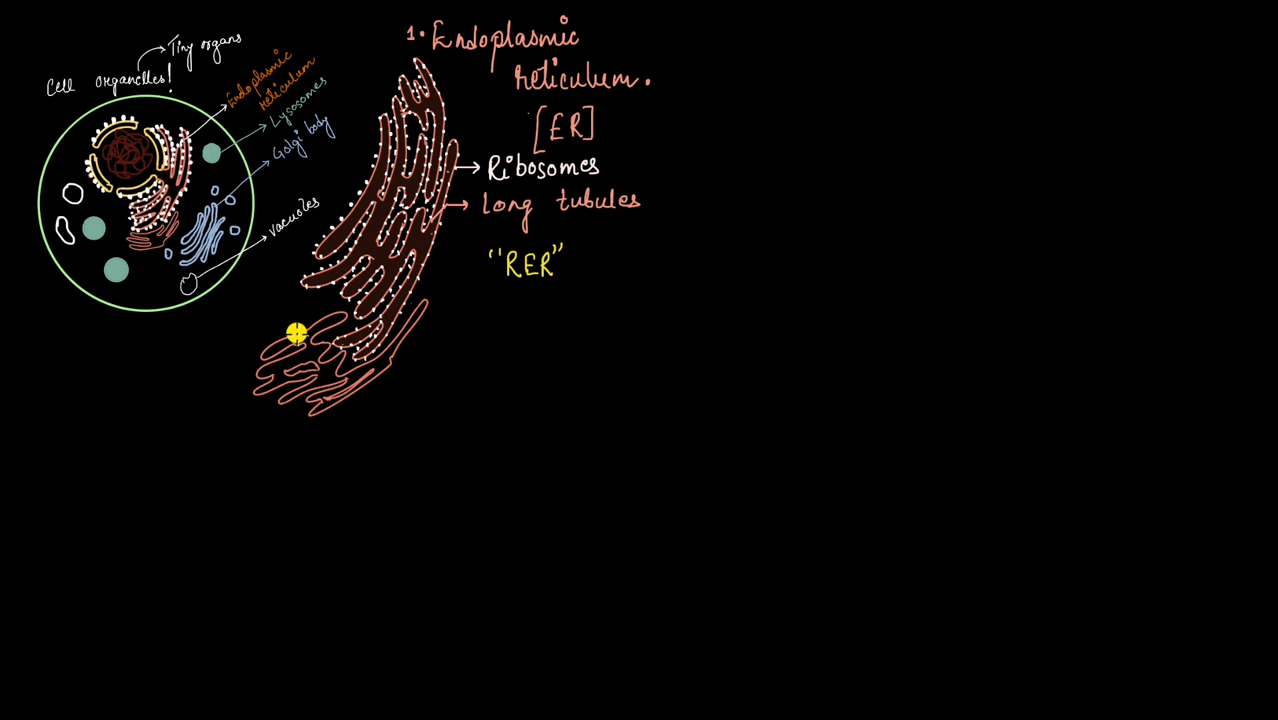 Tiny organs
Cell organelles!
Endoplasmic
reticulum
Lysosomes
Golgi body
vacuoles
1. Endoplasmic
reticulum.
[ER]
Ribosomes
Long tubules
"RER"